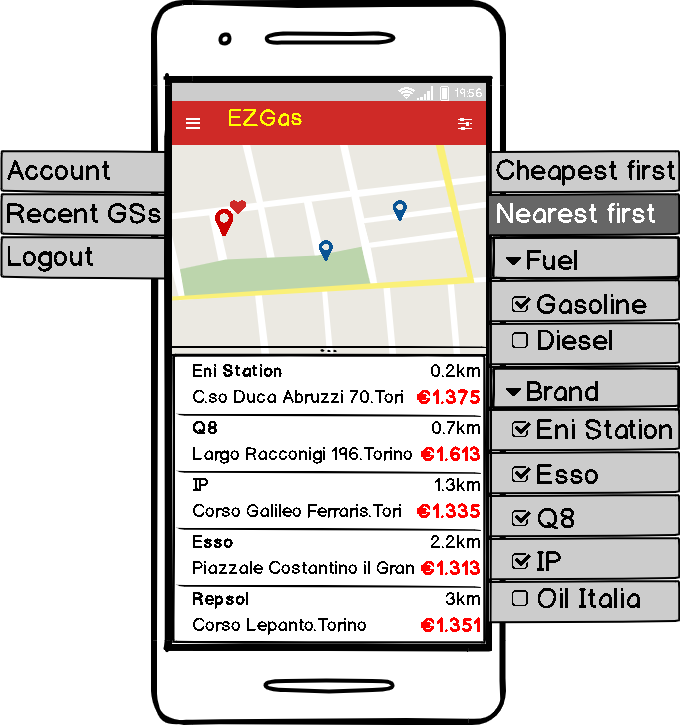 19:56
EZGas
Account
Recent GSs
Logout
Cheapest first
Nearest first
Fuel
Gasoline
Diesel
Brand
Eni Station
Esso
Q8
IP
Oil Italia
Eni Station 0.2km
C.so Duca Abruzzi 70.Tori €1.375
Q8 0.7km
Largo Racconigi 196.Torino €1.613
IP 1.3km
Corso Galileo Ferraris.Tori €1.335
Esso 2.2km
Piazzale Costantino il Gran €1.313
Repsol 3km
Corso Lepanto.Torino €1.351